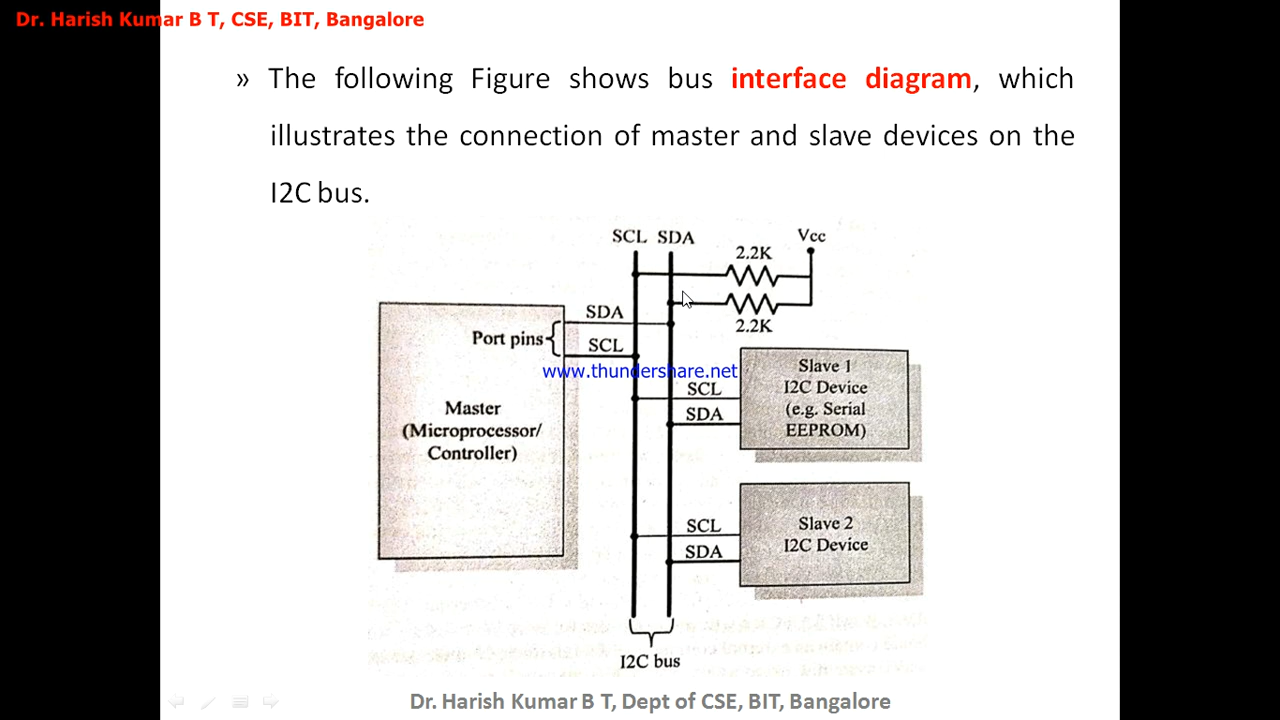 Dr. Harish Kumar B T, CSE, BIT, Bangalore
» The following Figure shows bus interface diagram, which
illustrates the connection of master and slave devices on the
I2C bus.
SCL SDA
Vcc
2.2K
2.2K
SDA
Port pins
SCL
www.thundershare.net
Master
(Microprocessor/
Controller)
SCL
SDA
Slave 1
I2C Device
(e.g. Serial
EEPROM)
SCL
SDA
Slave 2
I2C Device
I2C bus
Dr. Harish Kumar B T, Dept of CSE, BIT, Bangalore